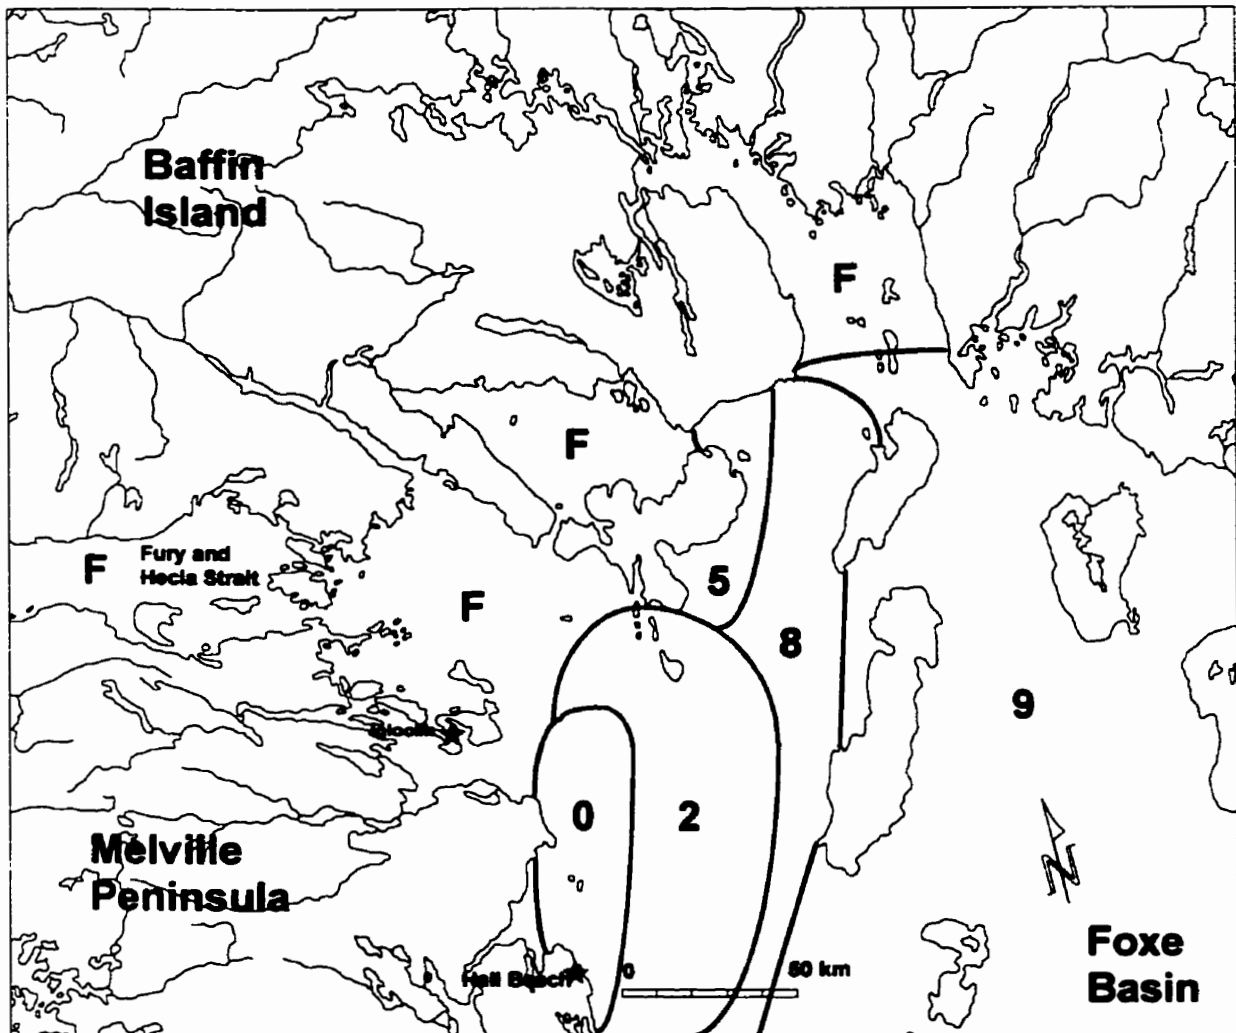 Baffin
Island
F
F
F
Fury and
Hecla Strait
F
5
8
9
0
2
Melville
Peninsula
Hall Beach
0
50 km
Foxe
Basin